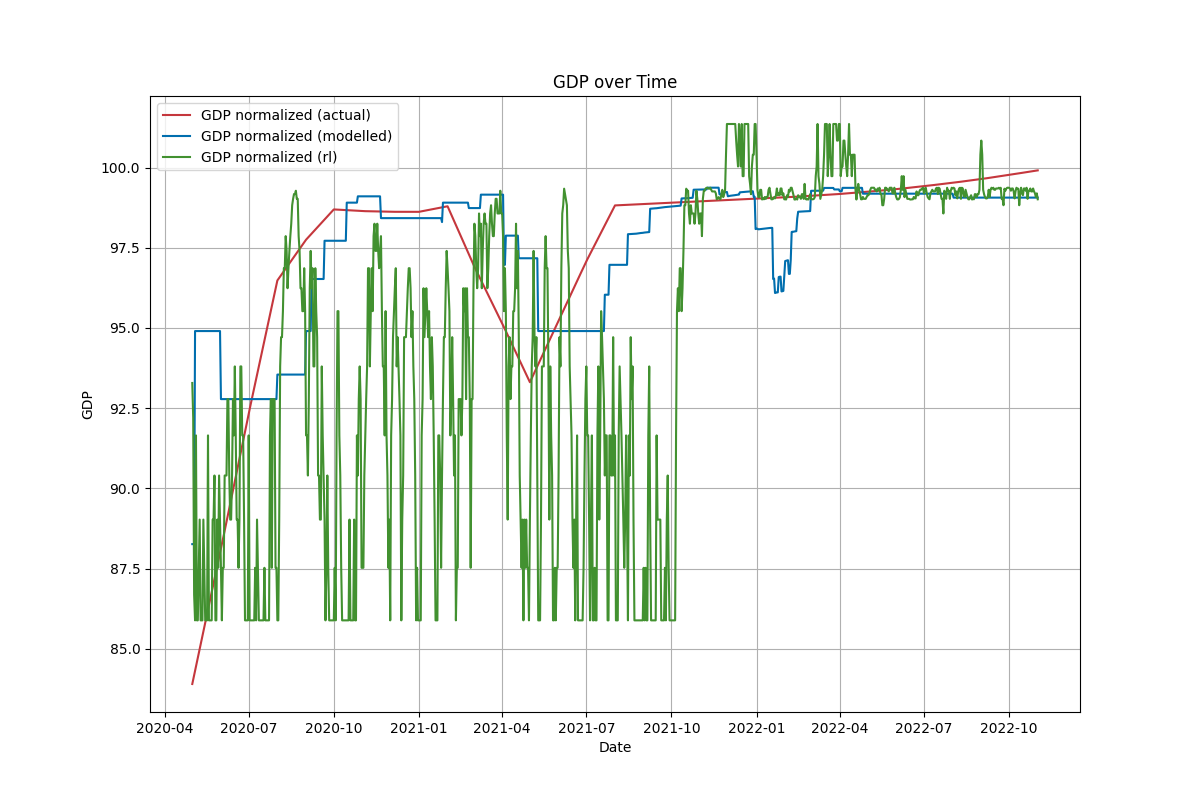 GDP over Time
GDP normalized (actual)
GDP normalized (modelled)
GDP normalized (rl)
100.0
97.5
95.0
92.5
90.0
87.5
85.0
GDP
2020-04 2020-07 2020-10 2021-01 2021-04 2021-07 2021-10 2022-01 2022-04 2022-07 2022-10
Date